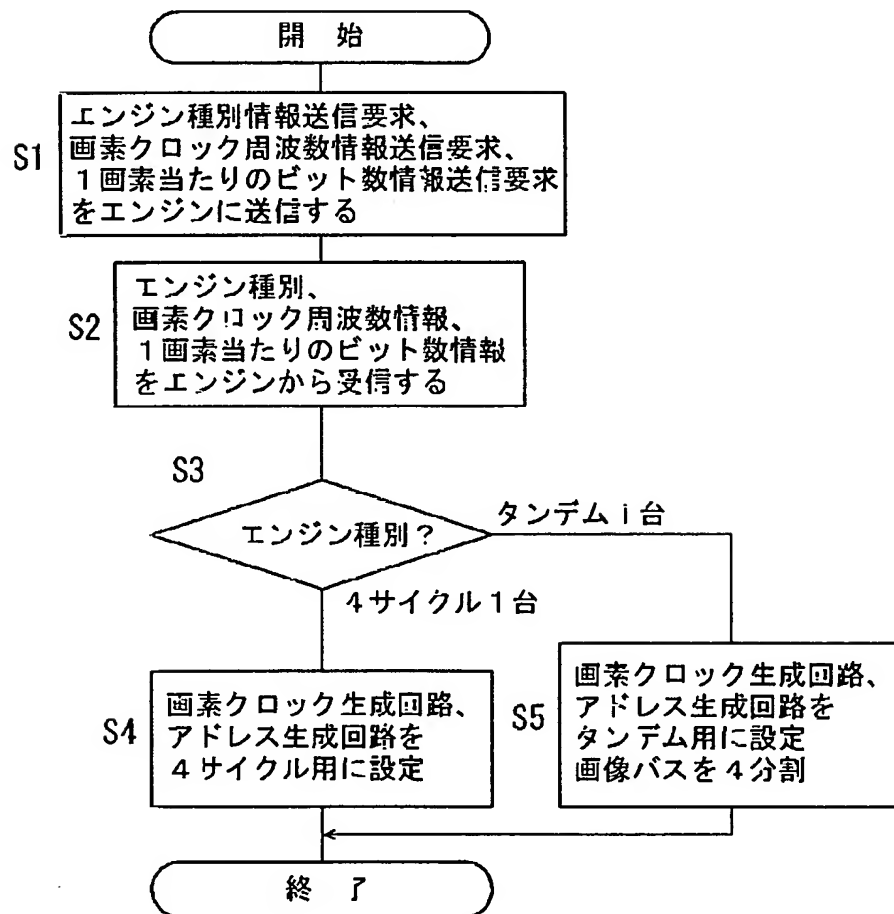 開 始
S1
エンジン種別情報送信要求、
画素クロック周波数情報送信要求、
1画素当たりのビット数情報送信要求
をエンジンに送信する
S2
エンジン種別、
画素クロック周波数情報、
1画素当たりのビット数情報
をエンジンから受信する
S3
エンジン種別?
タンデムi台
4サイクル1台
S4
画素クロック生成回路、
アドレス生成回路を
4サイクル用に設定
S5
画素クロック生成回路、
アドレス生成回路を
タンデム用に設定
画像バスを4分割
終 了